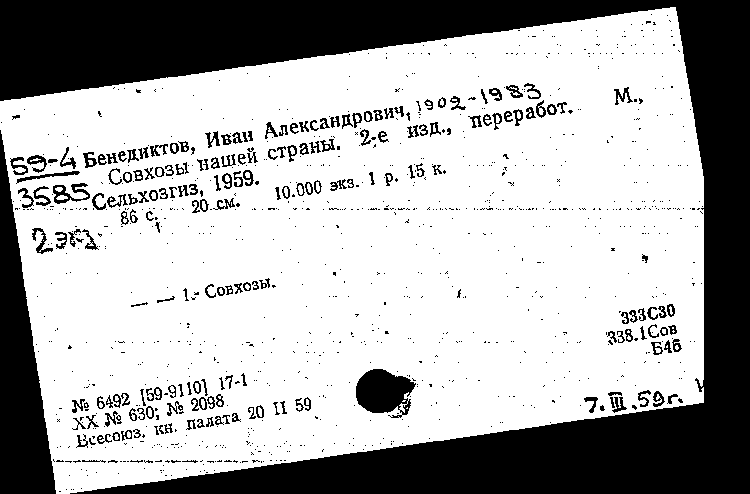 59-4 Бенедиктов, Иван Александрович, 1902-1983
3585 Совхозы нашей страны. 2-е изд., переработ. М.,
Сельхозгиз, 1959.
86 с. 20 см. 10.000 экз. 1 р. 15 к.
2 экз
— — 1. Совхозы.
333С30
338.1Сов
Б46
№ 6492 [59-9110] 17-1
XX № 630; № 2098
Всесоюз. кн. палата 20 II 59
7.III.59г.